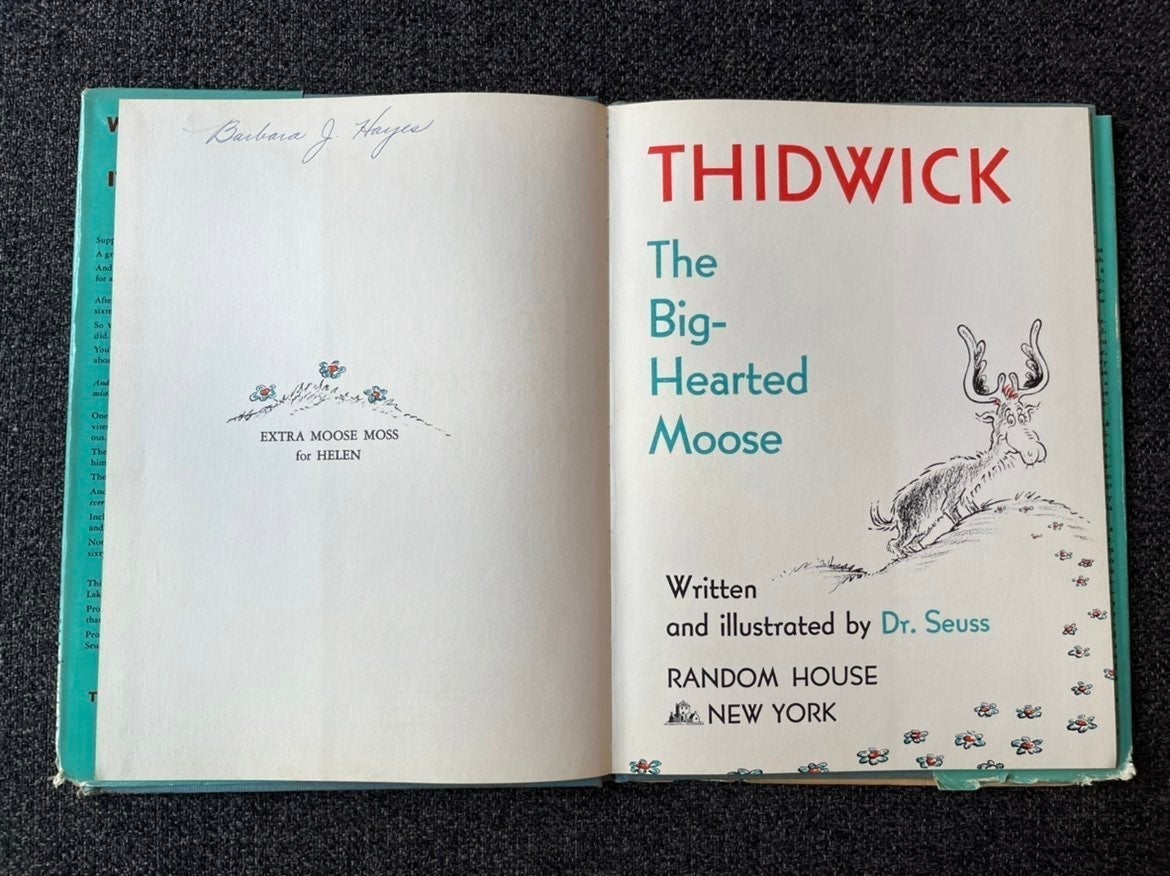 Barbara J. Hayes
EXTRA MOOSE MOSS
for HELEN
THIDWICK
The
Big-
Hearted
Moose
Written
and illustrated by Dr. Seuss
RANDOM HOUSE
NEW YORK